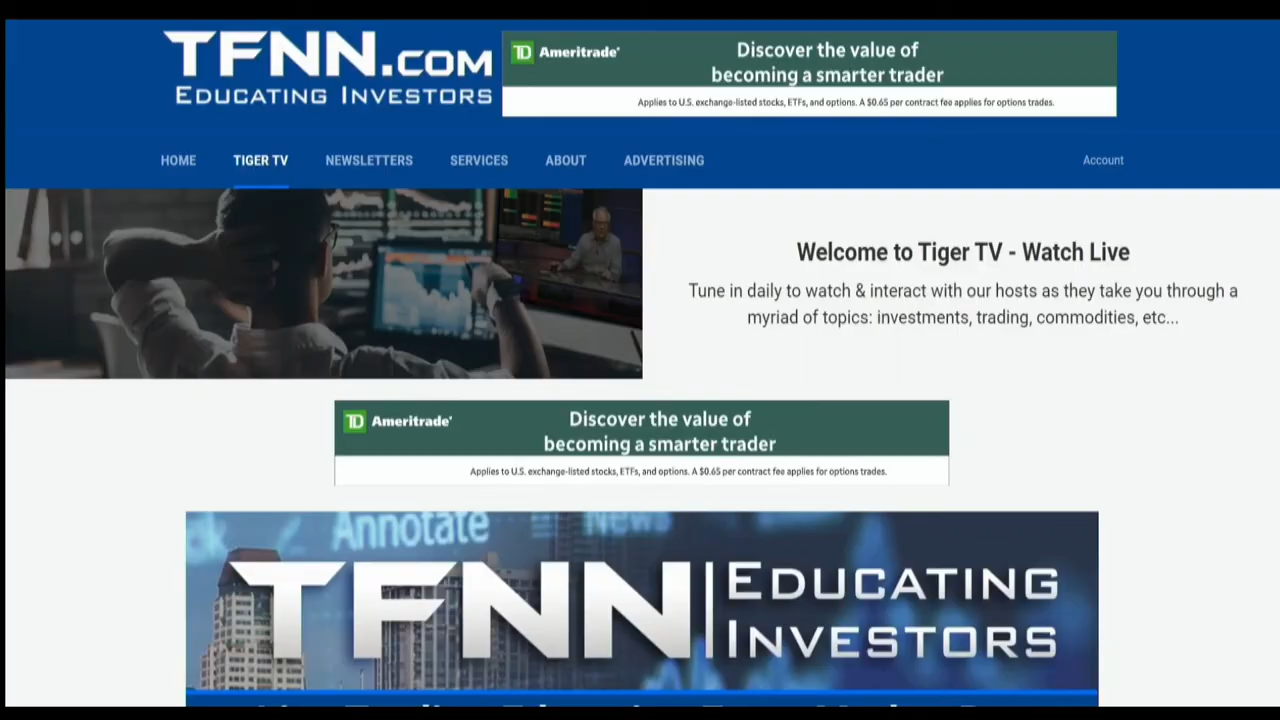 TFNN.COM
EDUCATING INVESTORS
TD Ameritrade
Discover the value of
becoming a smarter trader
Applies to U.S. exchange-listed stocks, ETFs, and options. A $0.65 per contract fee applies for options trades.
HOME TIGER TV NEWSLETTERS SERVICES ABOUT ADVERTISING Account
Welcome to Tiger TV - Watch Live
Tune in daily to watch & interact with our hosts as they take you through a
myriad of topics: investments, trading, commodities, etc...
TD Ameritrade
Discover the value of
becoming a smarter trader
Applies to U.S. exchange-listed stocks, ETFs, and options. A $0.65 per contract fee applies for options trades.
Annotate News
TFNN EDUCATING
INVESTORS